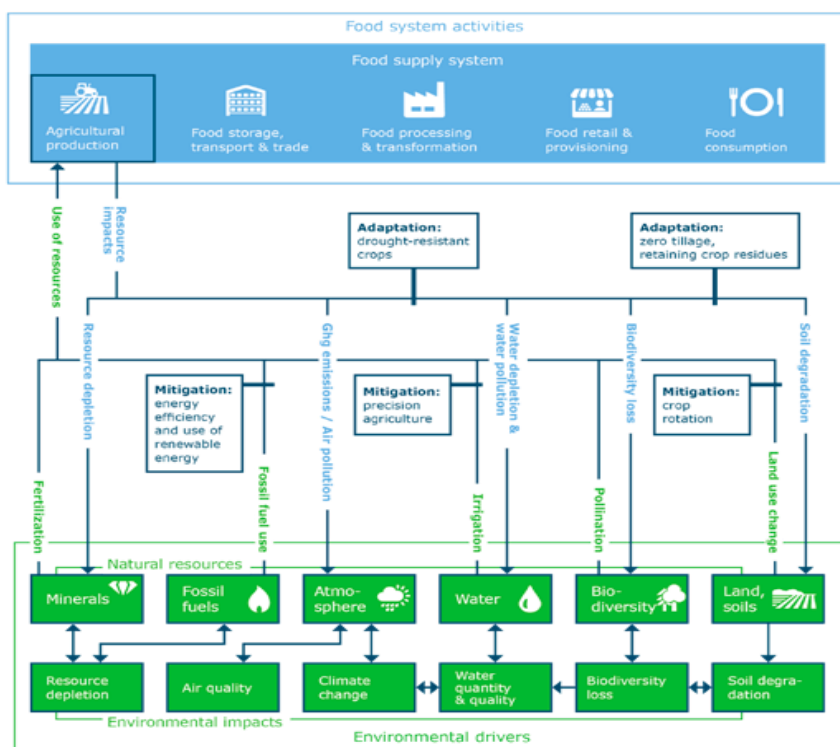 Food system activities
Food supply system
Agricultural
production
Food storage,
transport & trade
Food processing
& transformation
Food retail &
provisioning
Food
consumption
Use of resources
Resource
impacts
Adaptation:
drought-resistant
crops
Adaptation:
zero tillage,
retaining crop residues
Resource depletion
Ghg emissions / Air pollution
Water depletion &
water pollution
Biodiversity loss
Soil degradation
Mitigation:
energy
efficiency
and use of
renewable
energy
Mitigation:
precision
agriculture
Mitigation:
crop
rotation
Fertilization
Fossil fuel use
Irrigation
Pollination
Land use change
Natural resources
Minerals
Fossil
fuels
Atmo-
sphere
Water
Bio-
diversity
Land,
soils
Resource
depletion
Air quality
Climate
change
Water
quantity
& quality
Biodiversity
loss
Soil degra-
dation
Environmental impacts
Environmental drivers